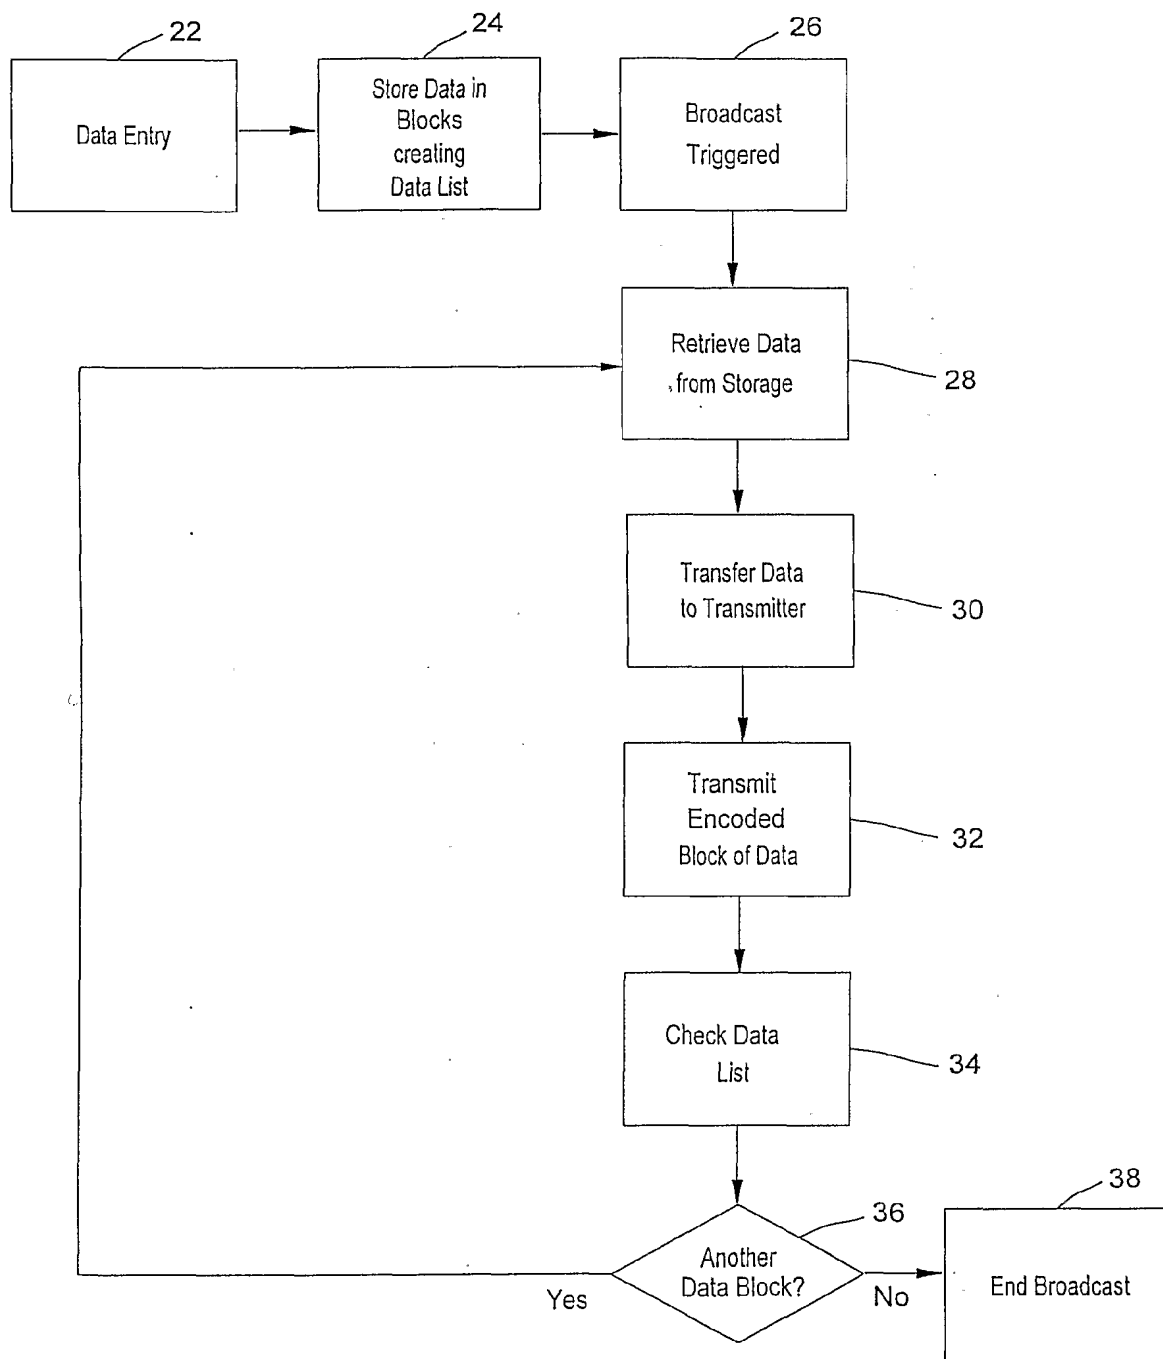 22
24
26
Data Entry
Store Data in
Blocks
creating
Data List
Broadcast
Triggered
Retrieve Data
from Storage
28
Transfer Data
to Transmitter
30
Transmit
Encoded
Block of Data
32
Check Data
List
34
36
38
Another
Data Block?
Yes
No
End Broadcast